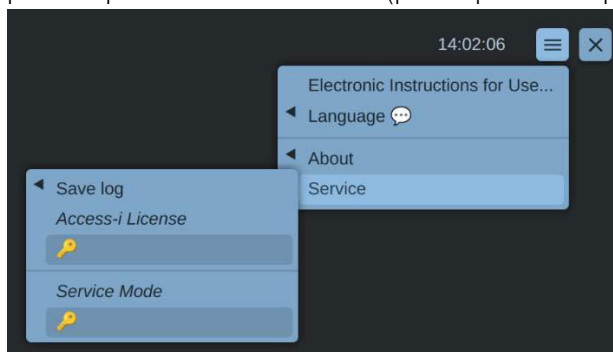 14:02:06
Electronic Instructions for Use...
Language 💬
About
Service
Save log
Access-i License
🔑
Service Mode
🔑